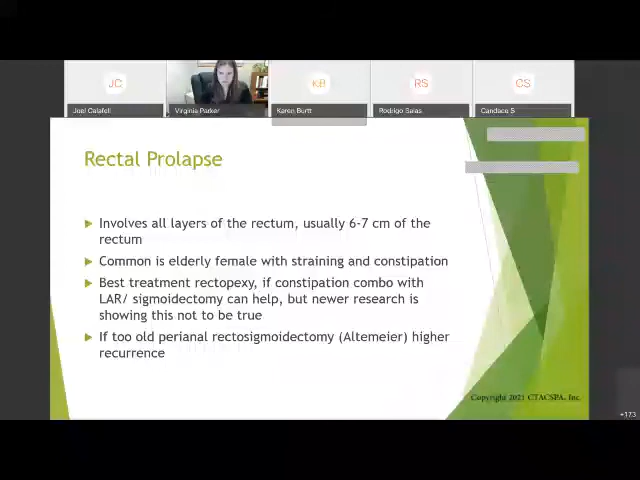 JC
KB
RS
CS
Joel Calafell
Virginia Parker
Karen Burtt
Rodrigo Salas
Candace S
Rectal Prolapse
Involves all layers of the rectum, usually 6-7 cm of the
rectum
Common is elderly female with straining and constipation
Best treatment rectopexy, if constipation combo with
LAR/ sigmoidectomy can help, but newer research is
showing this not to be true
If too old perianal rectosigmoidectomy (Altemeier) higher
recurrence
Copyright 2021 CTACSPA, Inc.
+173